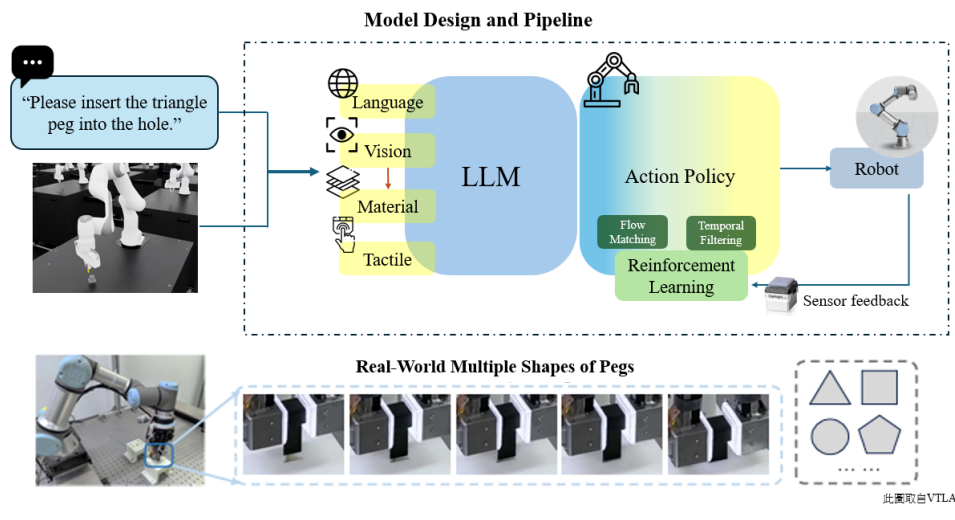 Model Design and Pipeline
“Please insert the triangle
peg into the hole.”
Language
Vision
Material
Tactile
LLM
Action Policy
Flow
Matching
Temporal
Filtering
Reinforcement
Learning
Robot
Sensor feedback
Real-World Multiple Shapes of Pegs
... ...
此圖取自VTLA